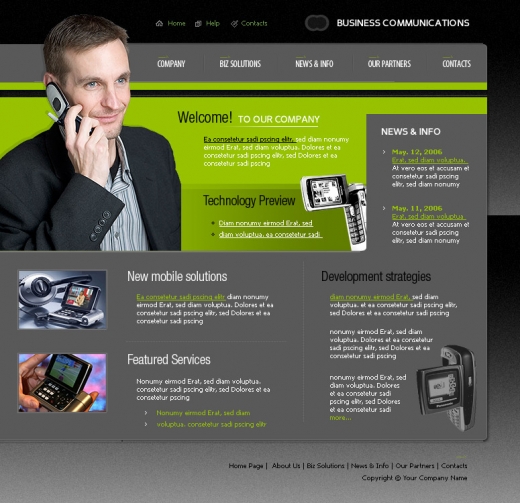 Home Help Contacts
BUSINESS COMMUNICATIONS
COMPANY BIZ SOLUTIONS NEWS & INFO OUR PARTNERS CONTACTS
Welcome! TO OUR COMPANY
Ea consetetur sadi pscing elitr, sed diam nonumy
eirmod Erat, sed diam voluptua. Dolores et ea
consetetur sadi pscing elitr, sed diam voluptua.
Dolores et ea consetetur sadi pscing
Technology Preview
Diam nonumy eirmod Erat, sed
diam voluptua. ea consetetur sadi
NEWS & INFO
May. 12, 2006
Erat, sed diam voluptua.
At vero eos et accusam et
consetetur sadi pscing
elitr, sed diam nonumy
May. 11, 2006
Erat, sed diam voluptua
At vero eos et accusam et
consetetur sadi pscing
elitr, sed diam nonumy
New mobile solutions
Ea consetetur sadi pscing elitr diam nonumy
eirmod Erat, sed diam voluptua. Dolores et ea
consetetur sadi pscing elitr, sed Dolores et ea
consetetur sadi pscing
Featured Services
Nonumy eirmod Erat, sed diam voluptua.
consetetur sadi pscing elitr, sed Dolores et ea
consetetur sadi pscing
Nonumy eirmod Erat, sed diam
voluptua. consetetur sadi pscing elitr
Development strategies
diam nonumy eirmod Erat, sed diam
voluptua. et ea consetetur sadi pscing
elitr, sed Dolores et ea consetetur sadi
pscing
nonumy eirmod Erat, sed diam
voluptua. Dolores et ea
consetetur sadi pscing
nonumy eirmod Erat, sed
diam voluptua. Dolores et ea
consetetur sadi pscing
elitr, sed Dolores
et ea consetetur sadi
more...
Home Page | About Us | Biz Solutions | News & Info | Our Partners | Contacts
Copyright © Your Company Name